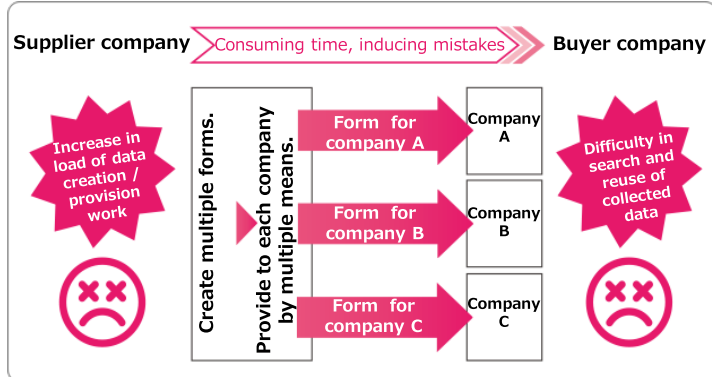 Supplier company
Consuming time, inducing mistakes
Buyer company
Increase in
load of data
creation /
provision
work
Create multiple forms.
Provide to each company
by multiple means.
Form for
company A
Form for
company B
Form for
company C
Company
A
Company
B
Company
C
Difficulty in
search and
reuse of
collected
data